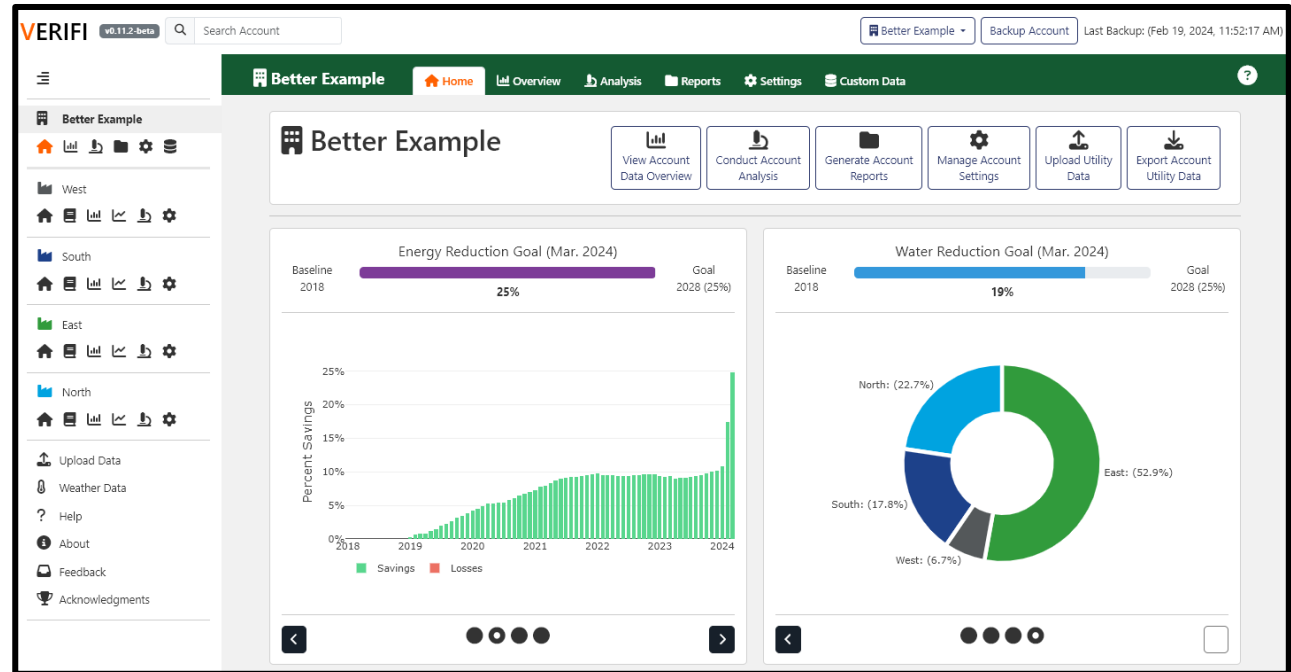 VERIFI v0.11.2-beta Search Account Better Example Backup Account Last Backup: (Feb 19, 2024, 11:52:17 AM)
Better Example Home Overview Analysis Reports Settings Custom Data ?
Better Example
West
South
East
North
Upload Data
Weather Data
? Help
About
Feedback
Acknowledgments
Better Example
View Account
Data Overview
Conduct Account
Analysis
Generate Account
Reports
Manage Account
Settings
Upload Utility
Data
Export Account
Utility Data
Energy Reduction Goal (Mar. 2024)
Baseline
2018
25%
Goal
2028 (25%)
Percent Savings
25%
20%
15%
10%
5%
0%
2018 2019 2020 2021 2022 2023 2024
Savings Losses
Water Reduction Goal (Mar. 2024)
Baseline
2018
19%
Goal
2028 (25%)
North: (22.7%)
East: (52.9%)
South: (17.8%)
West: (6.7%)